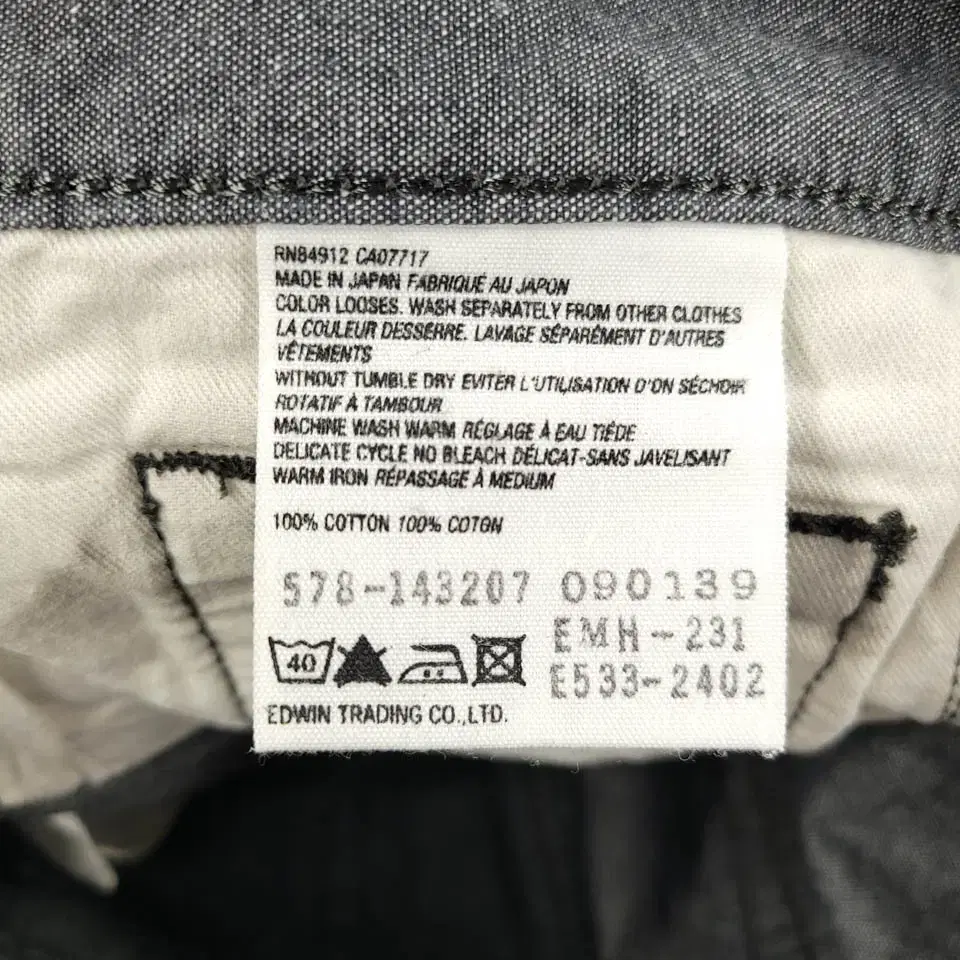 RN84912 CA07717
MADE IN JAPAN FABRIQUÉ AU JAPON
COLOR LOOSES. WASH SEPARATELY FROM OTHER CLOTHES
LA COULEUR DESSERRE. LAVAGE SÉPARÉMENT D'AUTRES
VÊTEMENTS
WITHOUT TUMBLE DRY EVITER L'UTILISATION D'ON SÉCHOIR
ROTATIF À TAMBOUR
MACHINE WASH WARM RÉGLAGE À EAU TIÉDE
DELICATE CYCLE NO BLEACH DÉLICAT-SANS JAVELISANT
WARM IRON RÉPASSAGE À MEDIUM
100% COTTON 100% COTON
578-143207 090139
EMH-231
40
E533-2402
EDWIN TRADING CO.,LTD.